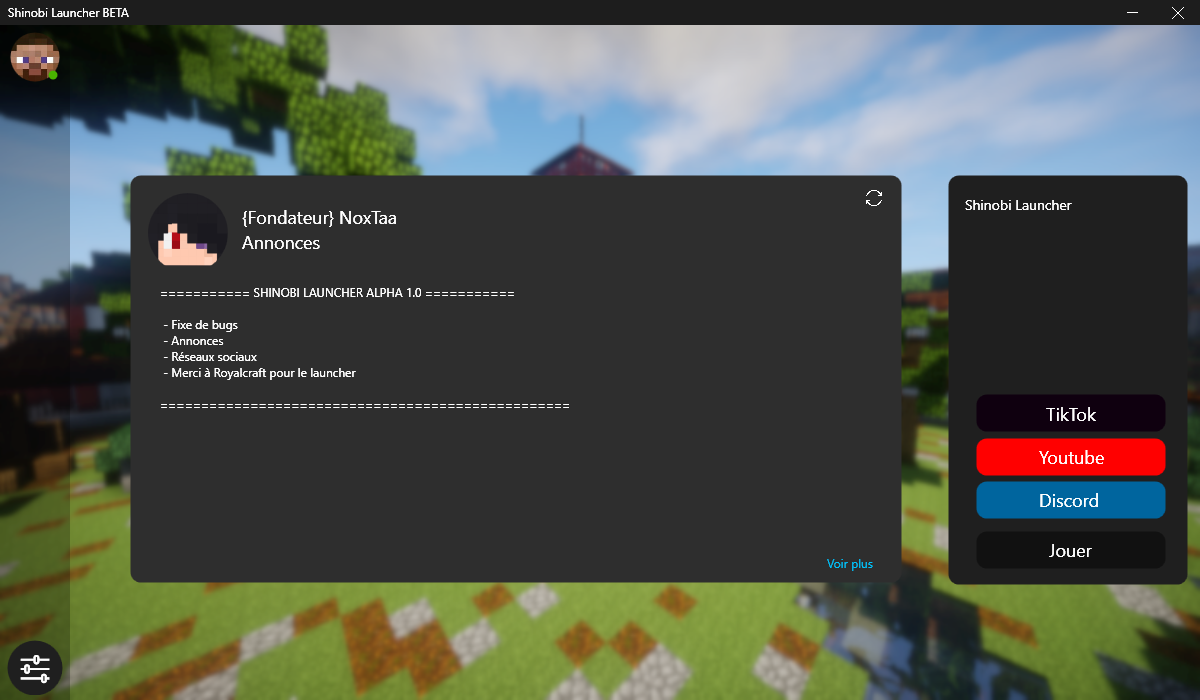 Shinobi Launcher BETA
{Fondateur} NoxTaa
Annonces
=========== SHINOBI LAUNCHER ALPHA 1.0 ===========
- Fixe de bugs
- Annonces
- Réseaux sociaux
- Merci à Royalcraft pour le launcher
==================================================
Voir plus
Shinobi Launcher
TikTok
Youtube
Discord
Jouer